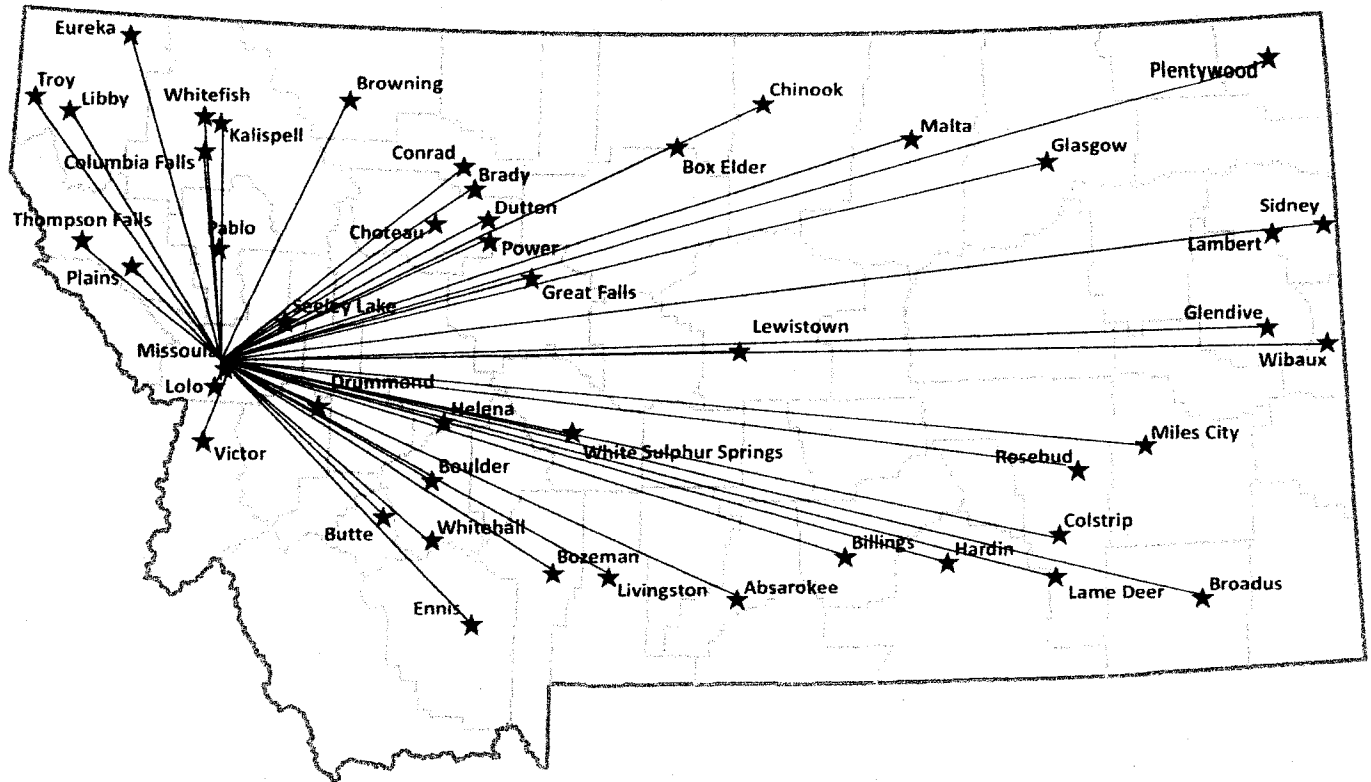 Eureka
Troy
Libby
Whitefish
Browning
Kalispell
Columbia Falls
Conrad
Brady
Chinook
Box Elder
Malta
Plentywood
Glasgow
Thompson Falls
Pablo
Choteau
Dutton
Power
Sidney
Lambert
Plains
Great Falls
Seeley Lake
Lewistown
Glendive
Wibaux
Missoula
Lolo
Drummond
Helena
Victor
White Sulphur Springs
Miles City
Rosebud
Boulder
Butte
Whitehall
Colstrip
Billings
Hardin
Bozeman
Livingston
Absarokee
Lame Deer
Broadus
Ennis